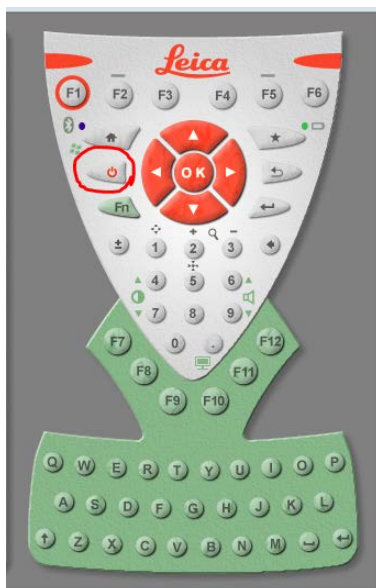 Leica
F1 F2 F3 F4 F5 F6
OK
Fn
+ -
± 1 2 3
4 5 6
7 8 9
0 .
F7 F12
F8 F11
F9 F10
Q W E R T Y U I O P
A S D F G H J K L
Z X C V B N M